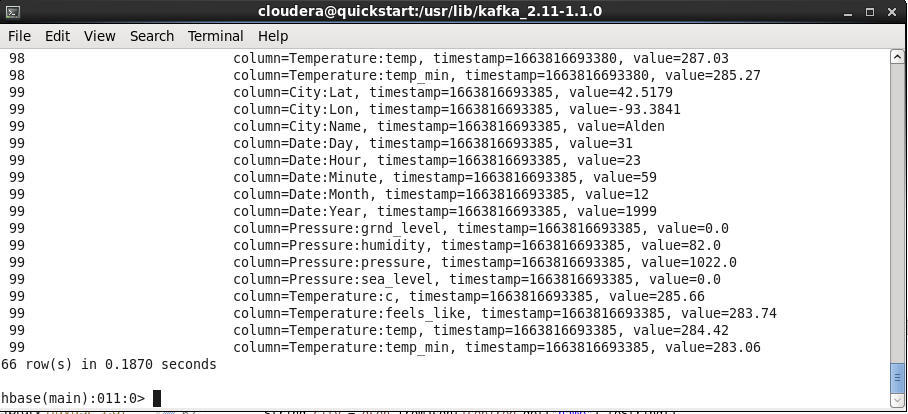 cloudera@quickstart:/usr/lib/kafka_2.11-1.1.0
File Edit View Search Terminal Help
98 column=Temperature:temp, timestamp=1663816693380, value=287.03
98 column=Temperature:temp_min, timestamp=1663816693380, value=285.27
99 column=City:Lat, timestamp=1663816693385, value=42.5179
99 column=City:Lon, timestamp=1663816693385, value=-93.3841
99 column=City:Name, timestamp=1663816693385, value=Alden
99 column=Date:Day, timestamp=1663816693385, value=31
99 column=Date:Hour, timestamp=1663816693385, value=23
99 column=Date:Minute, timestamp=1663816693385, value=59
99 column=Date:Month, timestamp=1663816693385, value=12
99 column=Date:Year, timestamp=1663816693385, value=1999
99 column=Pressure:grnd_level, timestamp=1663816693385, value=0.0
99 column=Pressure:humidity, timestamp=1663816693385, value=82.0
99 column=Pressure:pressure, timestamp=1663816693385, value=1022.0
99 column=Pressure:sea_level, timestamp=1663816693385, value=0.0
99 column=Temperature:c, timestamp=1663816693385, value=285.66
99 column=Temperature:feels_like, timestamp=1663816693385, value=283.74
99 column=Temperature:temp, timestamp=1663816693385, value=284.42
99 column=Temperature:temp_min, timestamp=1663816693385, value=283.06
66 row(s) in 0.1870 seconds
hbase(main):011:0>